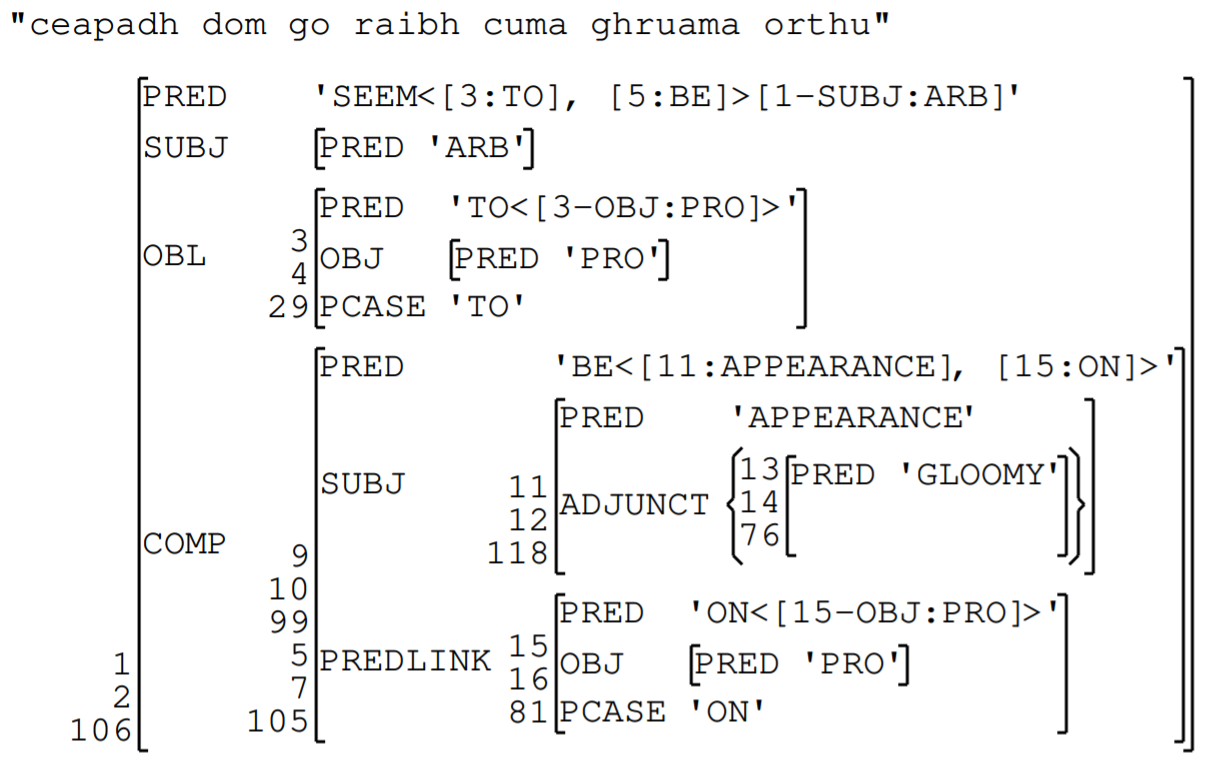 "ceapadh dom go raibh cuma ghruama orthu"
PRED 'SEEM<[3:TO], [5:BE]>[1-SUBJ:ARB]'
SUBJ [PRED 'ARB']
PRED 'TO<[3-OBJ:PRO]>'
3
OBL OBJ [PRED 'PRO']
4
29 PCASE 'TO'
PRED 'BE<[11:APPEARANCE], [15:ON]>'
PRED 'APPEARANCE'
13 [PRED 'GLOOMY']
SUBJ 11
ADJUNCT 14
12
76
COMP 9 118
10
99 PRED 'ON<[15-OBJ:PRO]>'
1 5 PREDLINK 15 OBJ [PRED 'PRO']
2 7 16
106 105 81 PCASE 'ON'